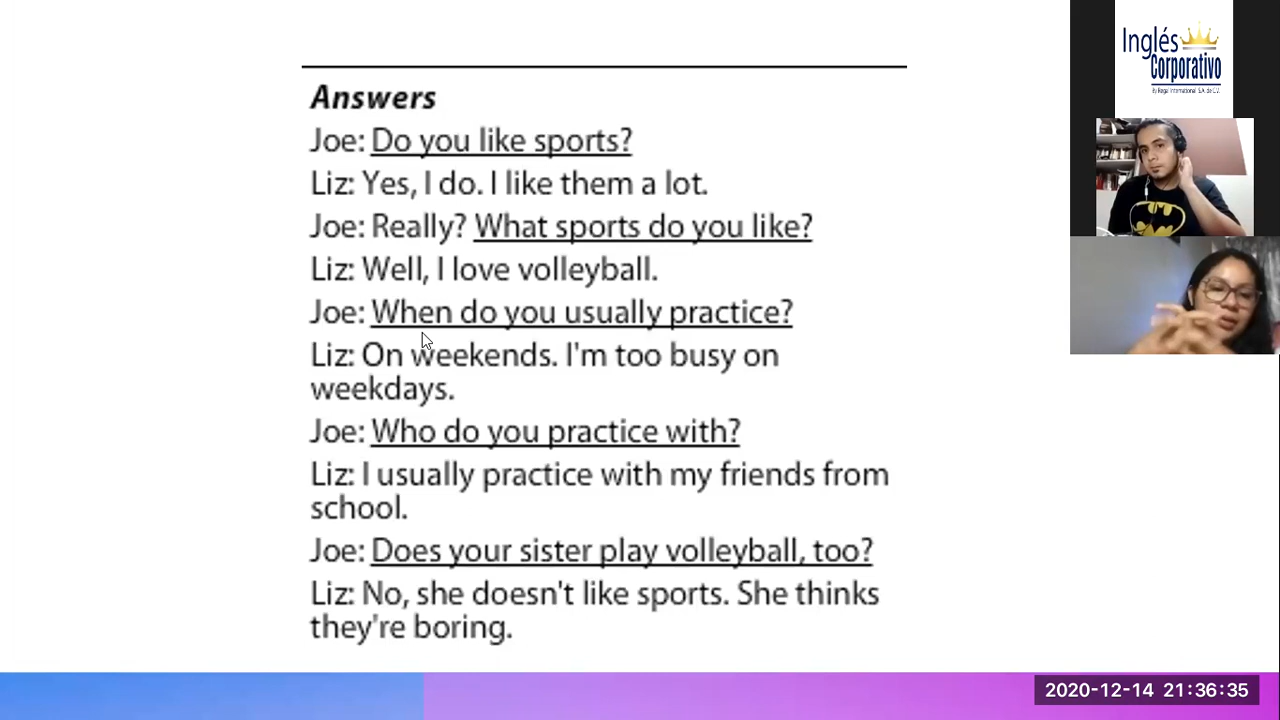 Answers
Joe: Do you like sports?
Liz: Yes, I do. I like them a lot.
Joe: Really? What sports do you like?
Liz: Well, I love volleyball.
Joe: When do you usually practice?
Liz: On weekends. I'm too busy on
weekdays.
Joe: Who do you practice with?
Liz: I usually practice with my friends from
school.
Joe: Does your sister play volleyball, too?
Liz: No, she doesn't like sports. She thinks
they're boring.
Inglés
Corporativo
By Regal International S.A. de C.V.
2020-12-14 21:36:35